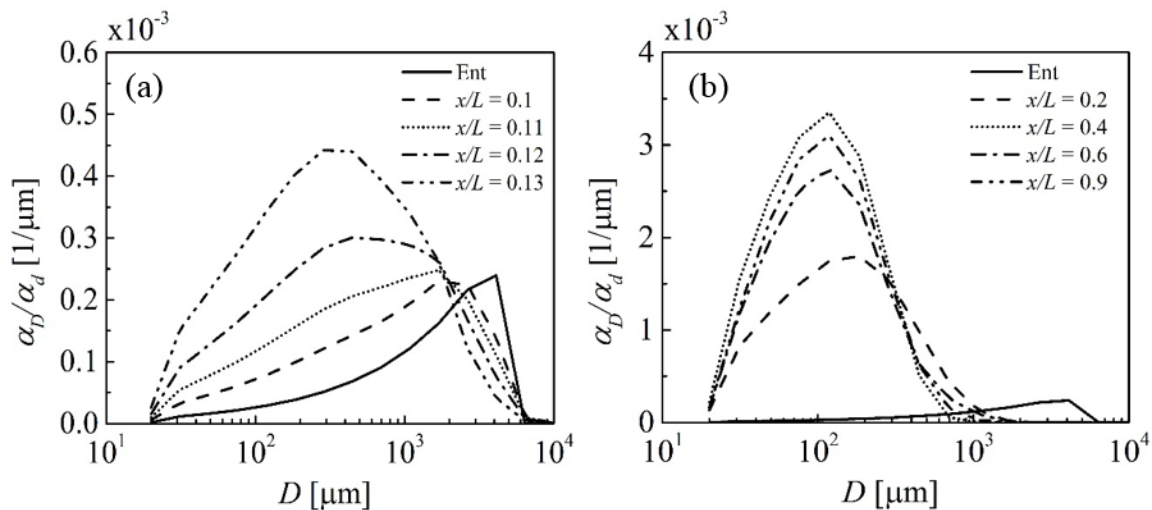 x10⁻³
0.6
0.5
0.4
0.3
0.2
0.1
0.0
α_D/α_d [1/μm]
(a)
Ent
x/L = 0.1
x/L = 0.11
x/L = 0.12
x/L = 0.13
10¹ 10² 10³ 10⁴
D [μm]
x10⁻³
4
3
2
1
0
α_D/α_d [1/μm]
(b)
Ent
x/L = 0.2
x/L = 0.4
x/L = 0.6
x/L = 0.9
10¹ 10² 10³ 10⁴
D [μm]